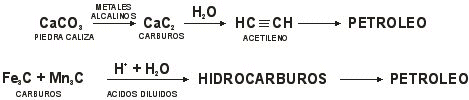 METALES
ALCALINOS
CaCO₃ CaC₂ H₂O HC≡CH PETROLEO
PIEDRA CALIZA CARBUROS ACETILENO
Fe₃C + Mn₃C H⁺ + H₂O HIDROCARBUROS PETROLEO
CARBUROS ACIDOS DILUIDOS